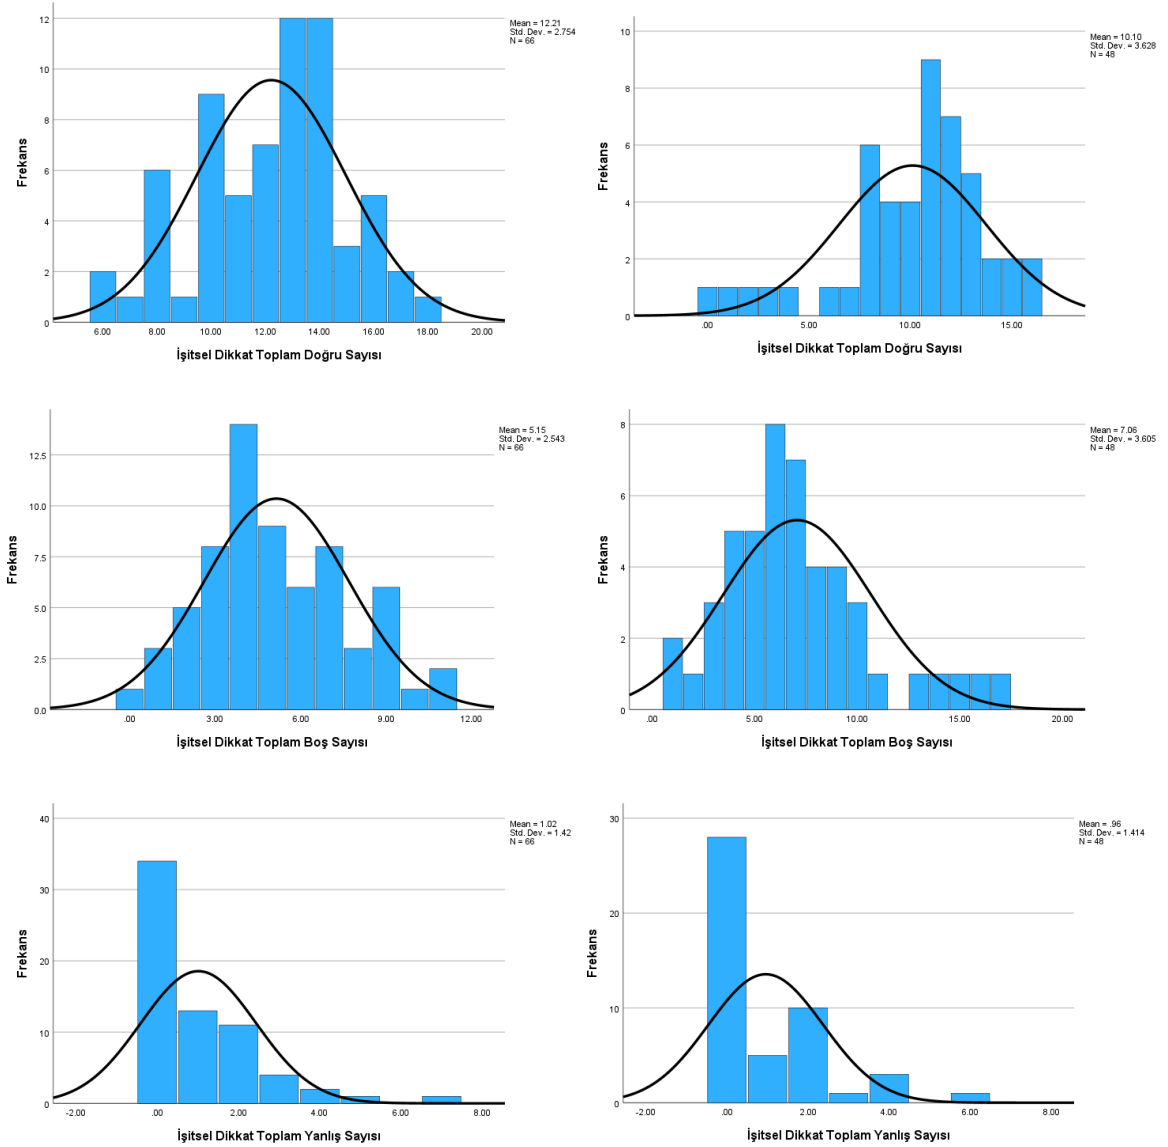 Mean = 12.21
Std. Dev. = 2.754
N = 66
Frekans
12
10
8
6
4
2
0
6.00 8.00 10.00 12.00 14.00 16.00 18.00 20.00
İşitsel Dikkat Toplam Doğru Sayısı
Mean = 10.10
Std. Dev. = 3.628
N = 48
Frekans
10
8
6
4
2
0
.00 5.00 10.00 15.00
İşitsel Dikkat Toplam Doğru Sayısı
Mean = 5.15
Std. Dev. = 2.543
N = 66
Frekans
12.5
10.0
7.5
5.0
2.5
0.0
.00 3.00 6.00 9.00 12.00
İşitsel Dikkat Toplam Boş Sayısı
Mean = 7.06
Std. Dev. = 3.605
N = 48
Frekans
8
6
4
2
0
.00 5.00 10.00 15.00 20.00
İşitsel Dikkat Toplam Boş Sayısı
Mean = 1.02
Std. Dev. = 1.42
N = 66
Frekans
40
30
20
10
0
-2.00 .00 2.00 4.00 6.00 8.00
İşitsel Dikkat Toplam Yanlış Sayısı
Mean = .96
Std. Dev. = 1.414
N = 48
Frekans
30
20
10
0
-2.00 .00 2.00 4.00 6.00 8.00
İşitsel Dikkat Toplam Yanlış Sayısı